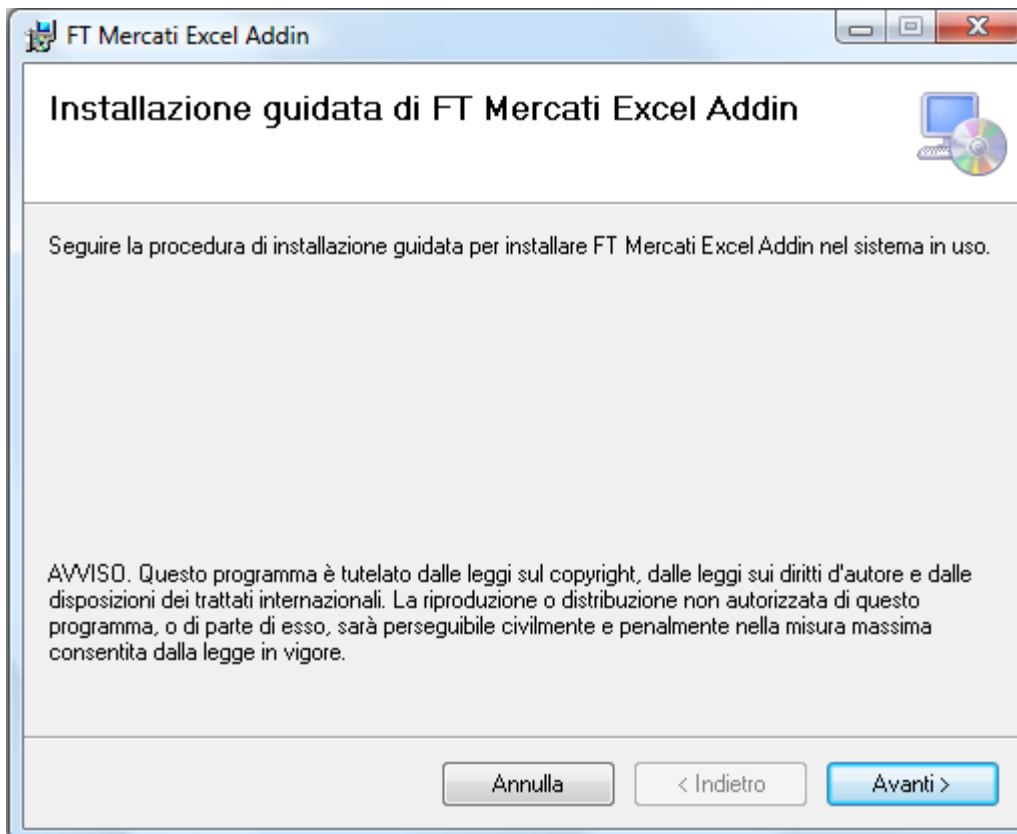 FT Mercati Excel Addin
Installazione guidata di FT Mercati Excel Addin
Seguire la procedura di installazione guidata per installare FT Mercati Excel Addin nel sistema in uso.
AVVISO. Questo programma è tutelato dalle leggi sul copyright, dalle leggi sui diritti d'autore e dalle
disposizioni dei trattati internazionali. La riproduzione o distribuzione non autorizzata di questo
programma, o di parte di esso, sarà perseguibile civilmente e penalmente nella misura massima
consentita dalla legge in vigore.
Annulla
< Indietro
Avanti >